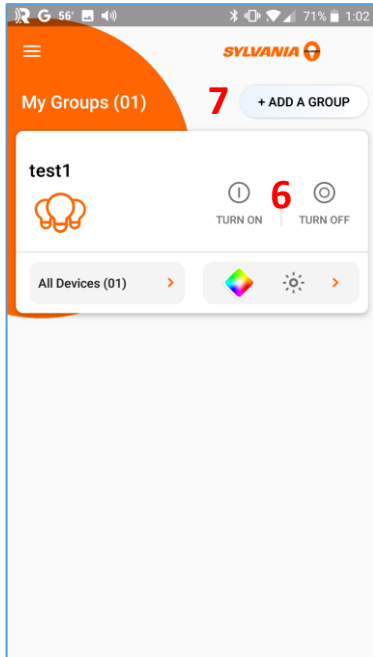 G 56° 71% 1:02
SYLVANIA
My Groups (01) 7 + ADD A GROUP
test1
6
TURN ON TURN OFF
All Devices (01)